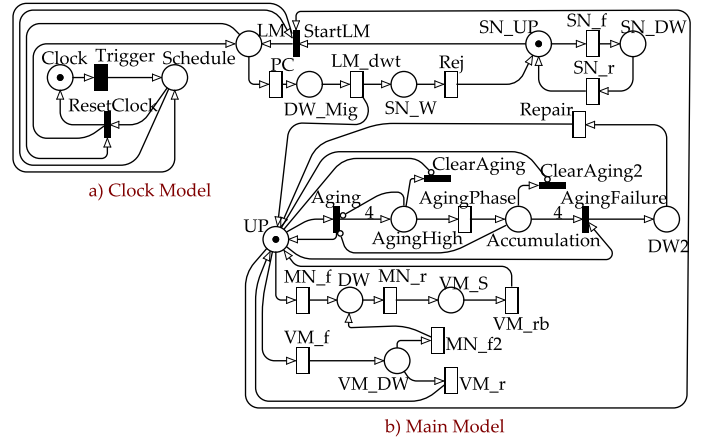 LM StartLM SN_UP SN_f SN_DW
Clock Trigger Schedule PC LM_dwt Rej SN_r
ResetClock DW_Mig SN_W Repair
a) Clock Model
ClearAging ClearAging2
Aging 4 AgingPhase 4 AgingFailure
UP AgingHigh Accumulation DW2
MN_f DW MN_r VM_S
VM_rb
VM_f MN_f2
VM_DW VM_r
b) Main Model